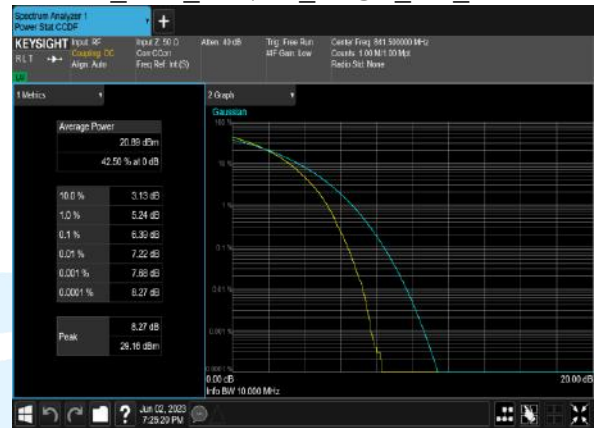 Spectrum Analyzer 1
Power Stat CCDF
KEYSIGHT
RLT
Input: RF
Coupling: DC
Align: Auto
Input Z: 50 Ω
Corr CCorr
Freq Ref: Int (S)
Atten: 40 dB
Trig: Free Run
#IF Gain: Low
Center Freq: 841.500000 MHz
Counts: 1.00 M/1.00 Mpt
Radio Std: None
1 Metrics
Average Power
20.89 dBm
42.50 % at 0 dB
10.0 % 3.13 dB
1.0 % 5.24 dB
0.1 % 6.39 dB
0.01 % 7.22 dB
0.001 % 7.68 dB
0.0001 % 8.27 dB
Peak
8.27 dB
29.16 dBm
2 Graph
Gaussian
100 %
10 %
1 %
0.1 %
0.01 %
0.001 %
0.0001 %
0.00 dB
20.00 dB
Info BW 10.000 MHz
?
Jun 02, 2023
7:25:20 PM